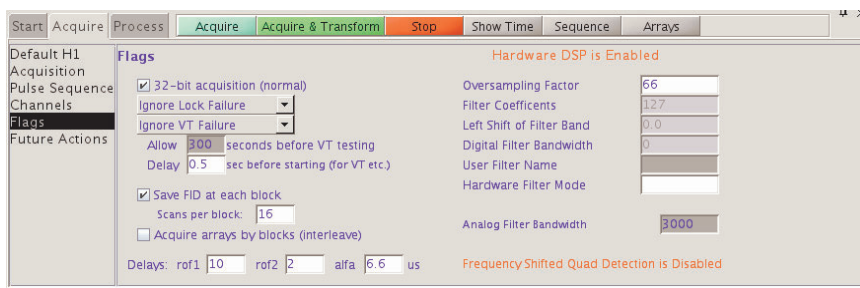 Start Acquire Process Acquire Acquire & Transform Stop Show Time Sequence Arrays
Default H1
Acquisition
Pulse Sequence
Channels
Flags
Future Actions
Flags
Hardware DSP is Enabled
32-bit acquisition (normal)
Ignore Lock Failure
Ignore VT Failure
Allow 300 seconds before VT testing
Delay 0.5 sec before starting (for VT etc.)
Save FID at each block
Scans per block: 16
Acquire arrays by blocks (interleave)
Delays: rof1 10 rof2 2 alfa 6.6 us
Oversampling Factor 66
Filter Coefficents 127
Left Shift of Filter Band 0.0
Digital Filter Bandwidth 0
User Filter Name
Hardware Filter Mode
Analog Filter Bandwidth 3000
Frequency Shifted Quad Detection is Disabled